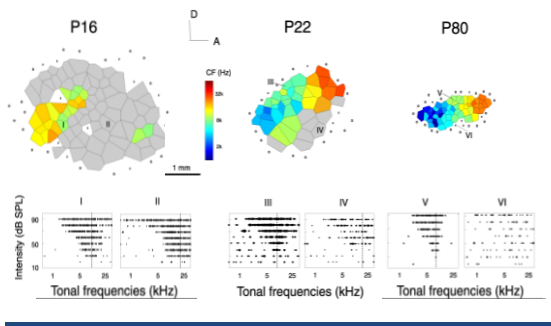 P16
P22
P80
D
A
CF (Hz)
32k
8k
2k
I
II
III
IV
V
VI
1 mm
I
II
III
IV
V
VI
Intensity (dB SPL)
90
70
50
30
10
1 5 25
1 5 25
1 5 25
1 5 25
1 5 25
1 5 25
Tonal frequencies (kHz)
Tonal frequencies (kHz)
Tonal frequencies (kHz)